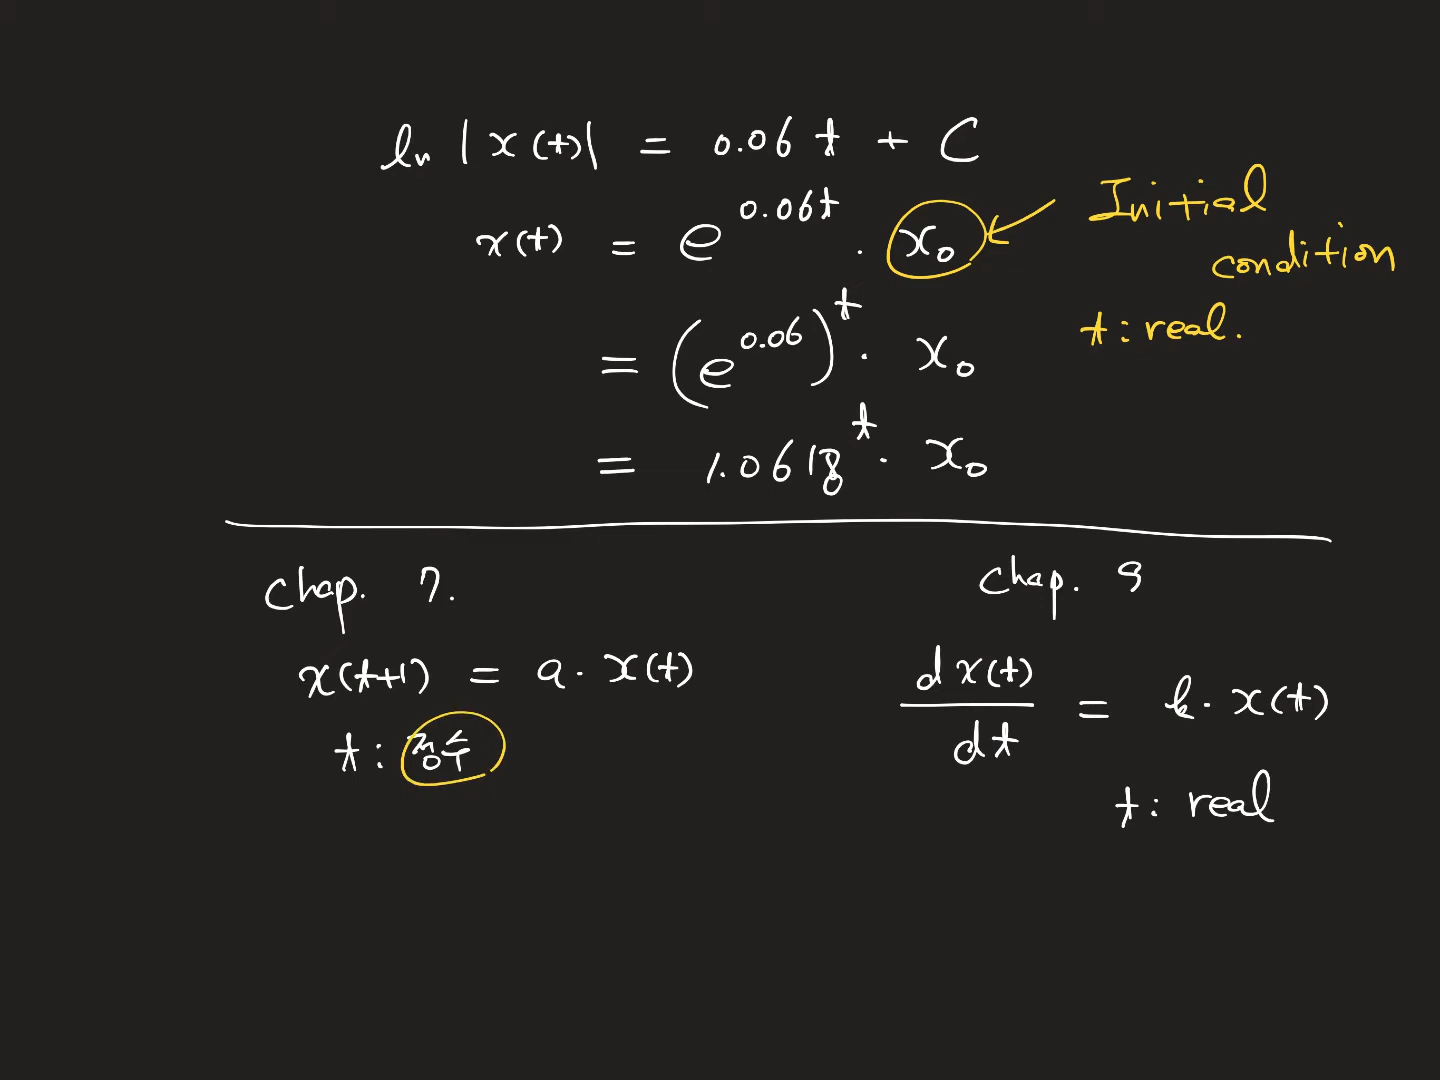 ln |x(t)| = 0.06t + C
x(t) = e^0.06t · x₀
Initial condition
= (e^0.06)^t · x₀
t : real.
= 1.0618^t · x₀
Chap. 7.
x(t+1) = a · x(t)
t : 정수
Chap. 9
dx(t)/dt = k · x(t)
t : real